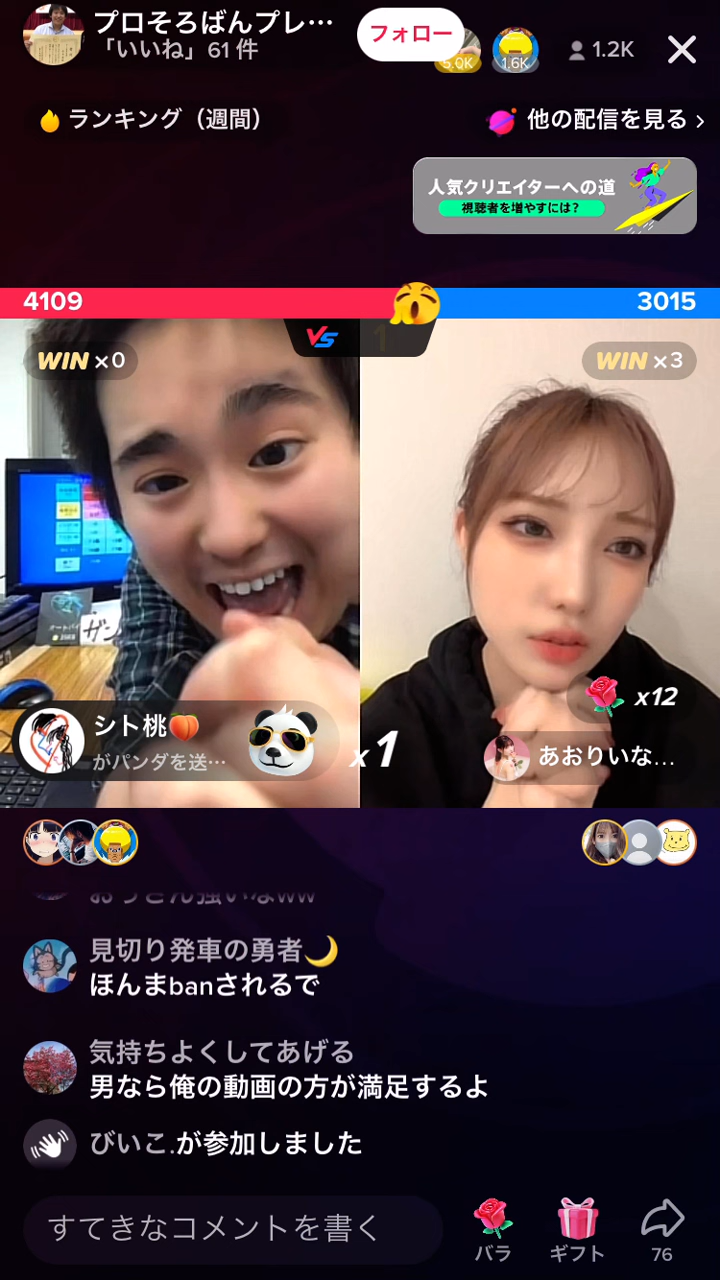 プロそろばんプレ…
「いいね」61 件
フォロー
5.0K
1.6K
1.2K
ランキング（週間）
他の配信を見る
人気クリエイターへの道
視聴者を増やすには？
4109
3015
VS
1
WIN x0
WIN x3
x12
シト桃🍑
がパンダを送…
x1
あおりいな…
見切り発車の勇者🌙
ほんまbanされるで
気持ちよくしてあげる
男なら俺の動画の方が満足するよ
びいこ.が参加しました
すてきなコメントを書く
バラ
ギフト
76